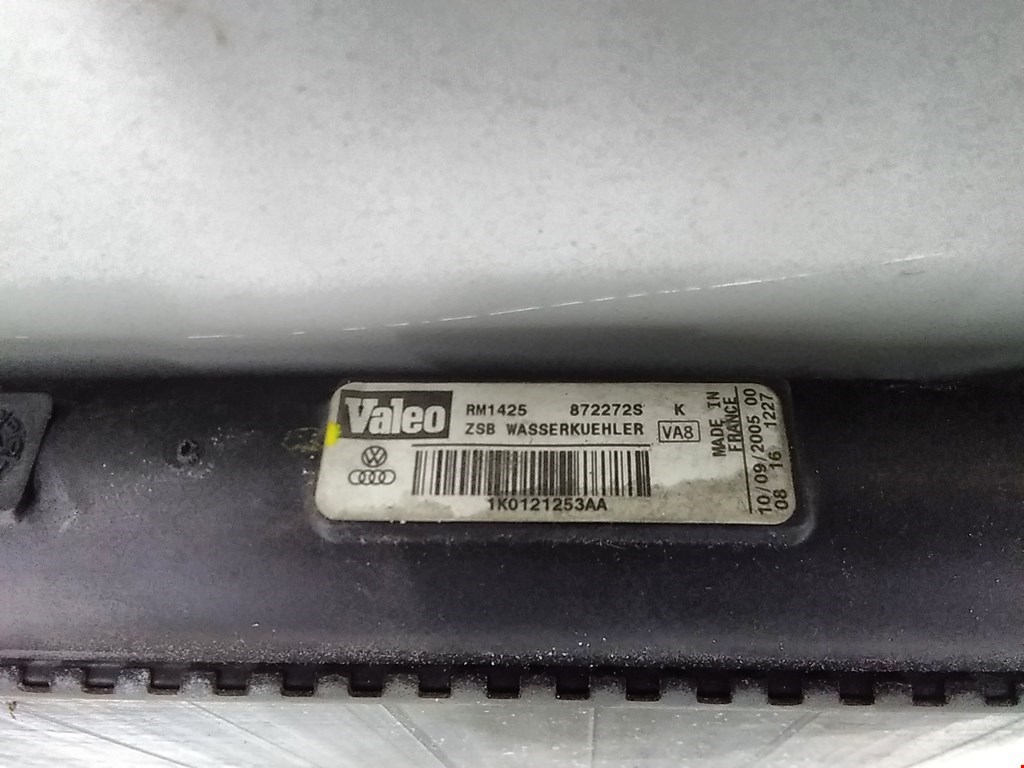 Valeo
RM1425 872272S K
ZSB WASSERKUEHLER VA8
1K0121253AA
MADE IN
FRANCE
10/09/2005 00
08 16 1227